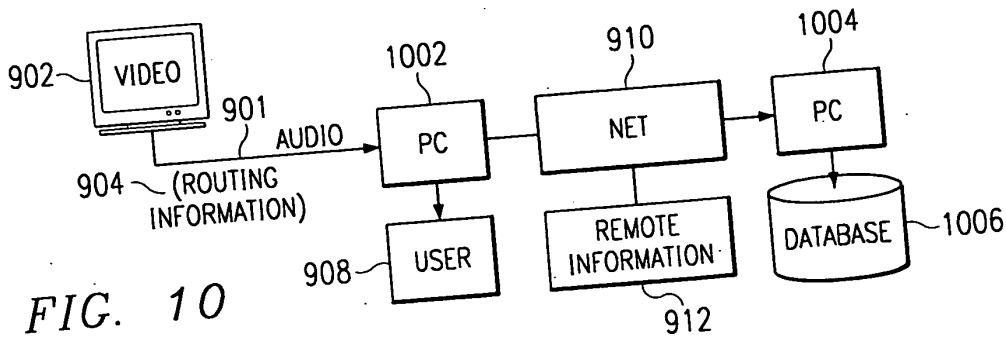 902
VIDEO
901
AUDIO
904
(ROUTING
INFORMATION)
1002
PC
908
USER
910
NET
REMOTE
INFORMATION
912
1004
PC
DATABASE
1006
FIG. 10